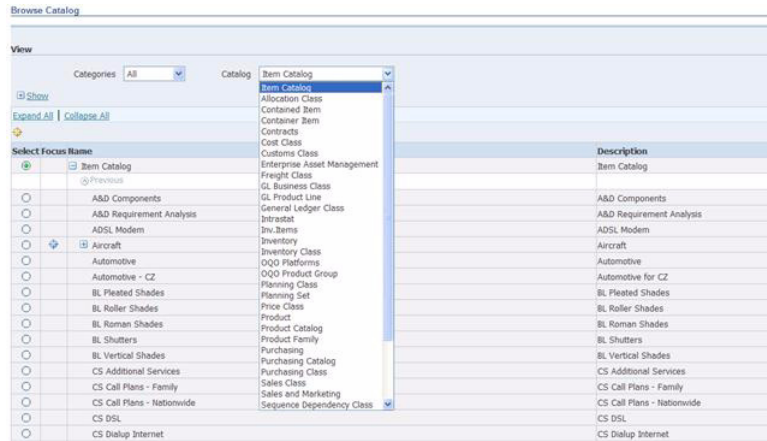 Browse Catalog
View
Categories All Catalog Item Catalog
Show
Expand All | Collapse All
Item Catalog
Allocation Class
Contained Item
Container Item
Contracts
Cost Class
Customs Class
Enterprise Asset Management
Freight Class
GL Business Class
GL Product Line
General Ledger Class
Intrastat
Inv.Items
Inventory
Inventory Class
OQO Platforms
OQO Product Group
Planning Class
Planning Set
Price Class
Product
Product Catalog
Product Family
Purchasing
Purchasing Catalog
Purchasing Class
Sales Class
Sales and Marketing
Sequence Dependency Class
Select Focus Name Description
Item Catalog Item Catalog
Previous
A&D Components A&D Components
A&D Requirement Analysis A&D Requirement Analysis
ADSL Modem ADSL Modem
Aircraft Aircraft
Automotive Automotive
Automotive - CZ Automotive for CZ
BL Pleated Shades BL Pleated Shades
BL Roller Shades BL Roller Shades
BL Roman Shades BL Roman Shades
BL Shutters BL Shutters
BL Vertical Shades BL Vertical Shades
CS Additional Services CS Additional Services
CS Call Plans - Family CS Call Plans - Family
CS Call Plans - Nationwide CS Call Plans - Nationwide
CS DSL CS DSL
CS Dialup Internet CS Dialup Internet